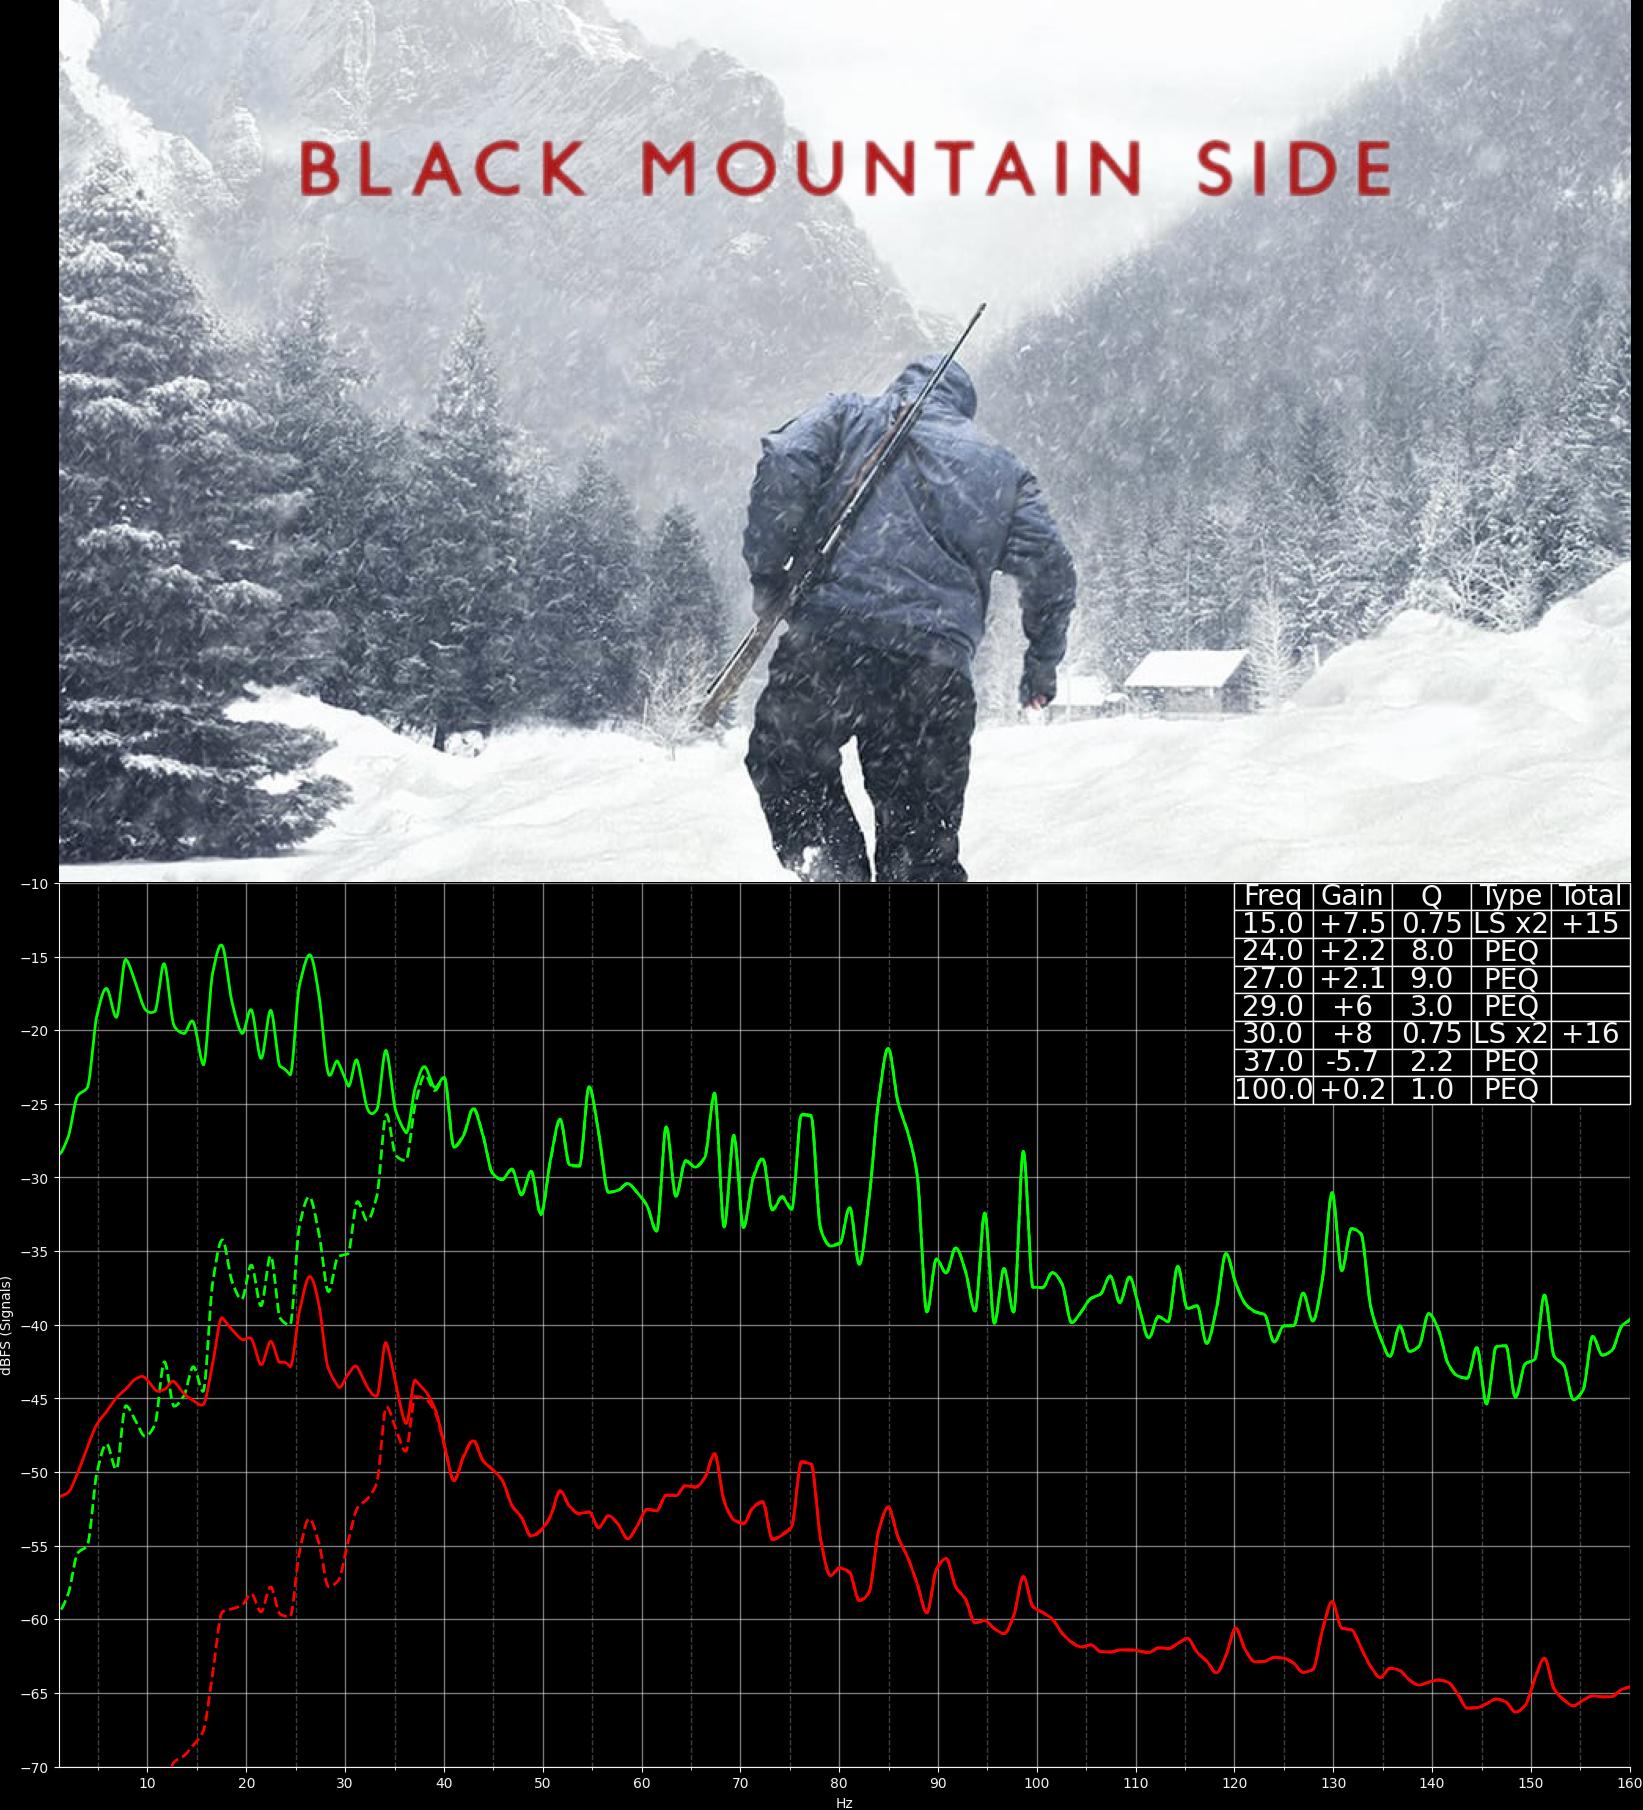 BLACK MOUNTAIN SIDE
Freq Gain Q Type Total
15.0 +7.5 0.75 LS x2 +15
24.0 +2.2 8.0 PEQ
27.0 +2.1 9.0 PEQ
29.0 +6 3.0 PEQ
30.0 +8 0.75 LS x2 +16
37.0 -5.7 2.2 PEQ
100.0 +0.2 1.0 PEQ
−10
−15
−20
−25
−30
−35
−40
−45
−50
−55
−60
−65
−70
dBFS (Signals)
10 20 30 40 50 60 70 80 90 100 110 120 130 140 150 160
Hz